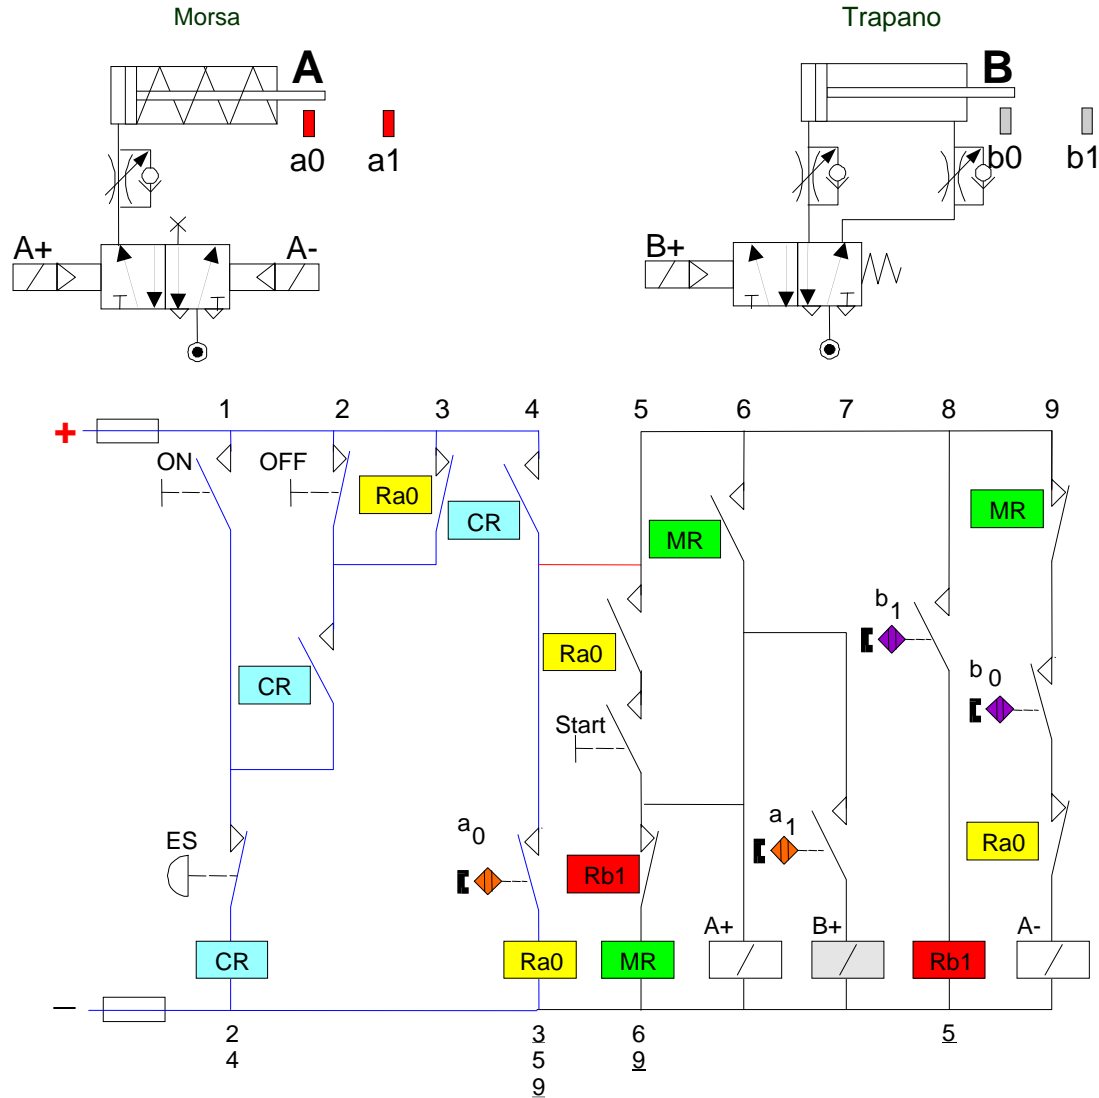 Morsa
Trapano
A
B
a0
a1
b0
b1
A+
A-
B+
1 2 3 4 5 6 7 8 9
+
ON
OFF
Ra0
CR
MR
MR
b1
Ra0
CR
b0
Start
a0
a1
ES
Ra0
Rb1
A+
B+
A-
CR
Ra0
MR
Rb1
—
2
4
3
5
9
6
9
5